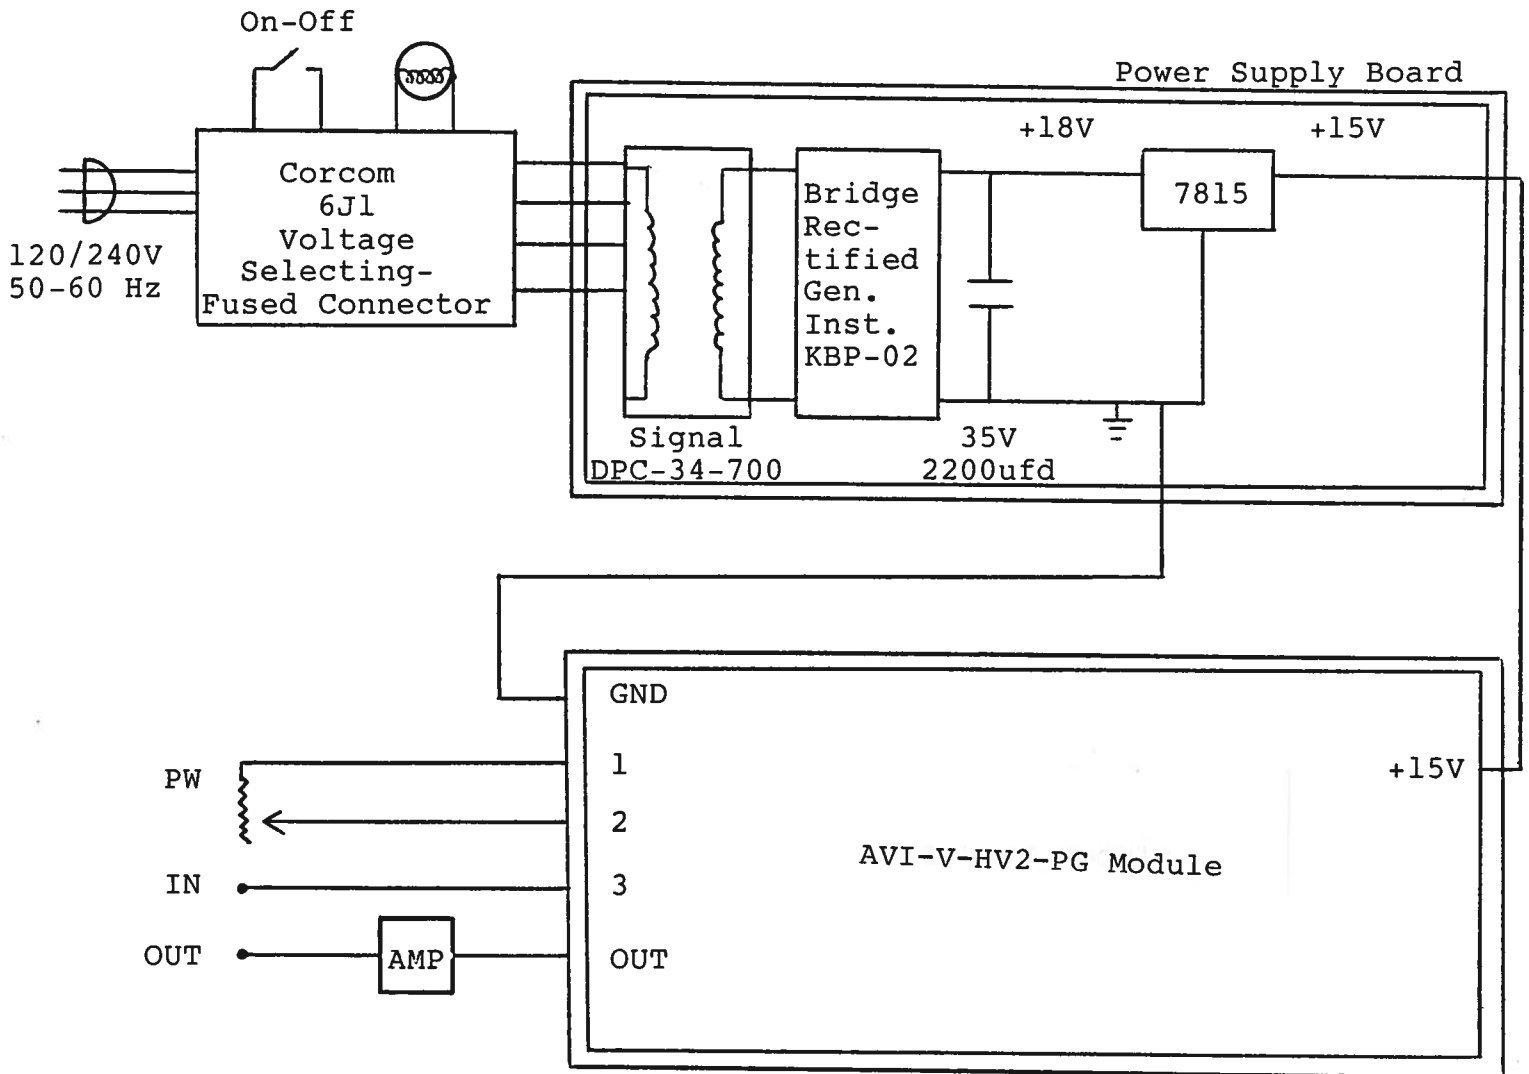 On-Off
Power Supply Board
+18V
+15V
Corcom
6J1
Voltage
Selecting-
Fused Connector
120/240V
50-60 Hz
Bridge
Rec-
tified
Gen.
Inst.
KBP-02
7815
Signal
DPC-34-700
35V
2200ufd
GND
PW
1
+15V
2
AVI-V-HV2-PG Module
IN
3
OUT
AMP
OUT